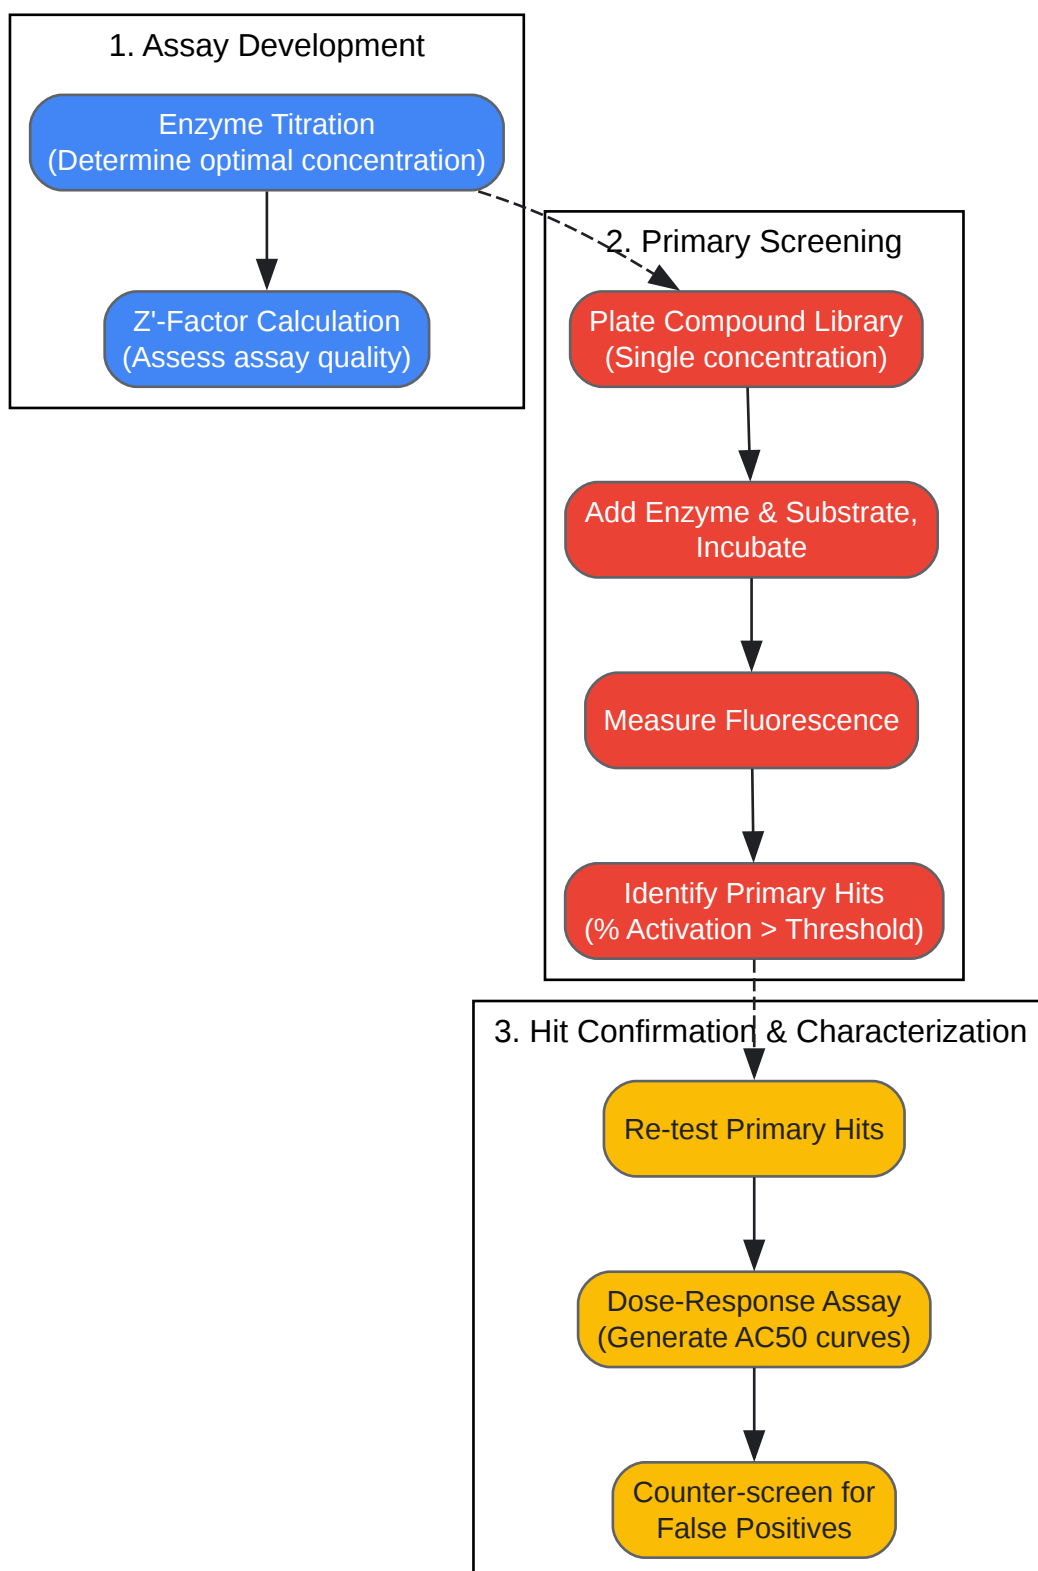 1. Assay Development
Enzyme Titration
(Determine optimal concentration)
Z'-Factor Calculation
(Assess assay quality)
2. Primary Screening
Plate Compound Library
(Single concentration)
Add Enzyme & Substrate,
Incubate
Measure Fluorescence
Identify Primary Hits
(% Activation > Threshold)
3. Hit Confirmation & Characterization
Re-test Primary Hits
Dose-Response Assay
(Generate AC50 curves)
Counter-screen for
False Positives